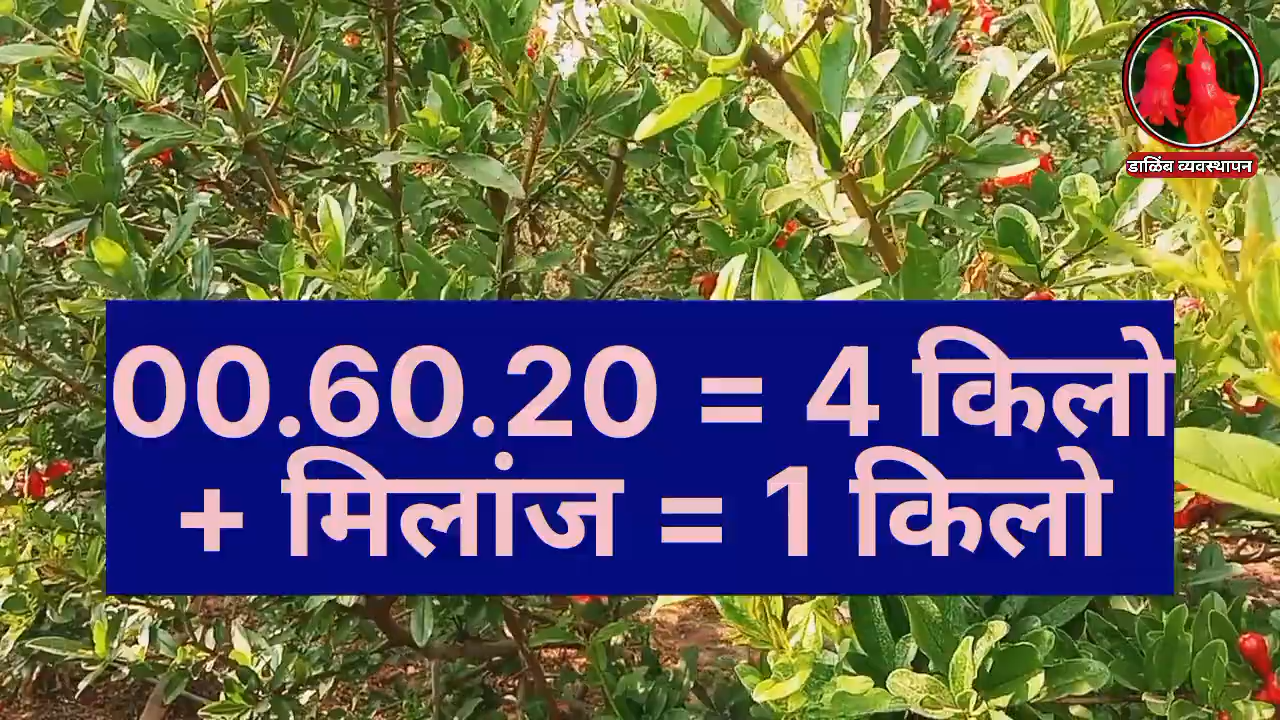 डाळिंब व्यवस्थापन
00.60.20 = 4 किलो
+ मिलांज = 1 किलो